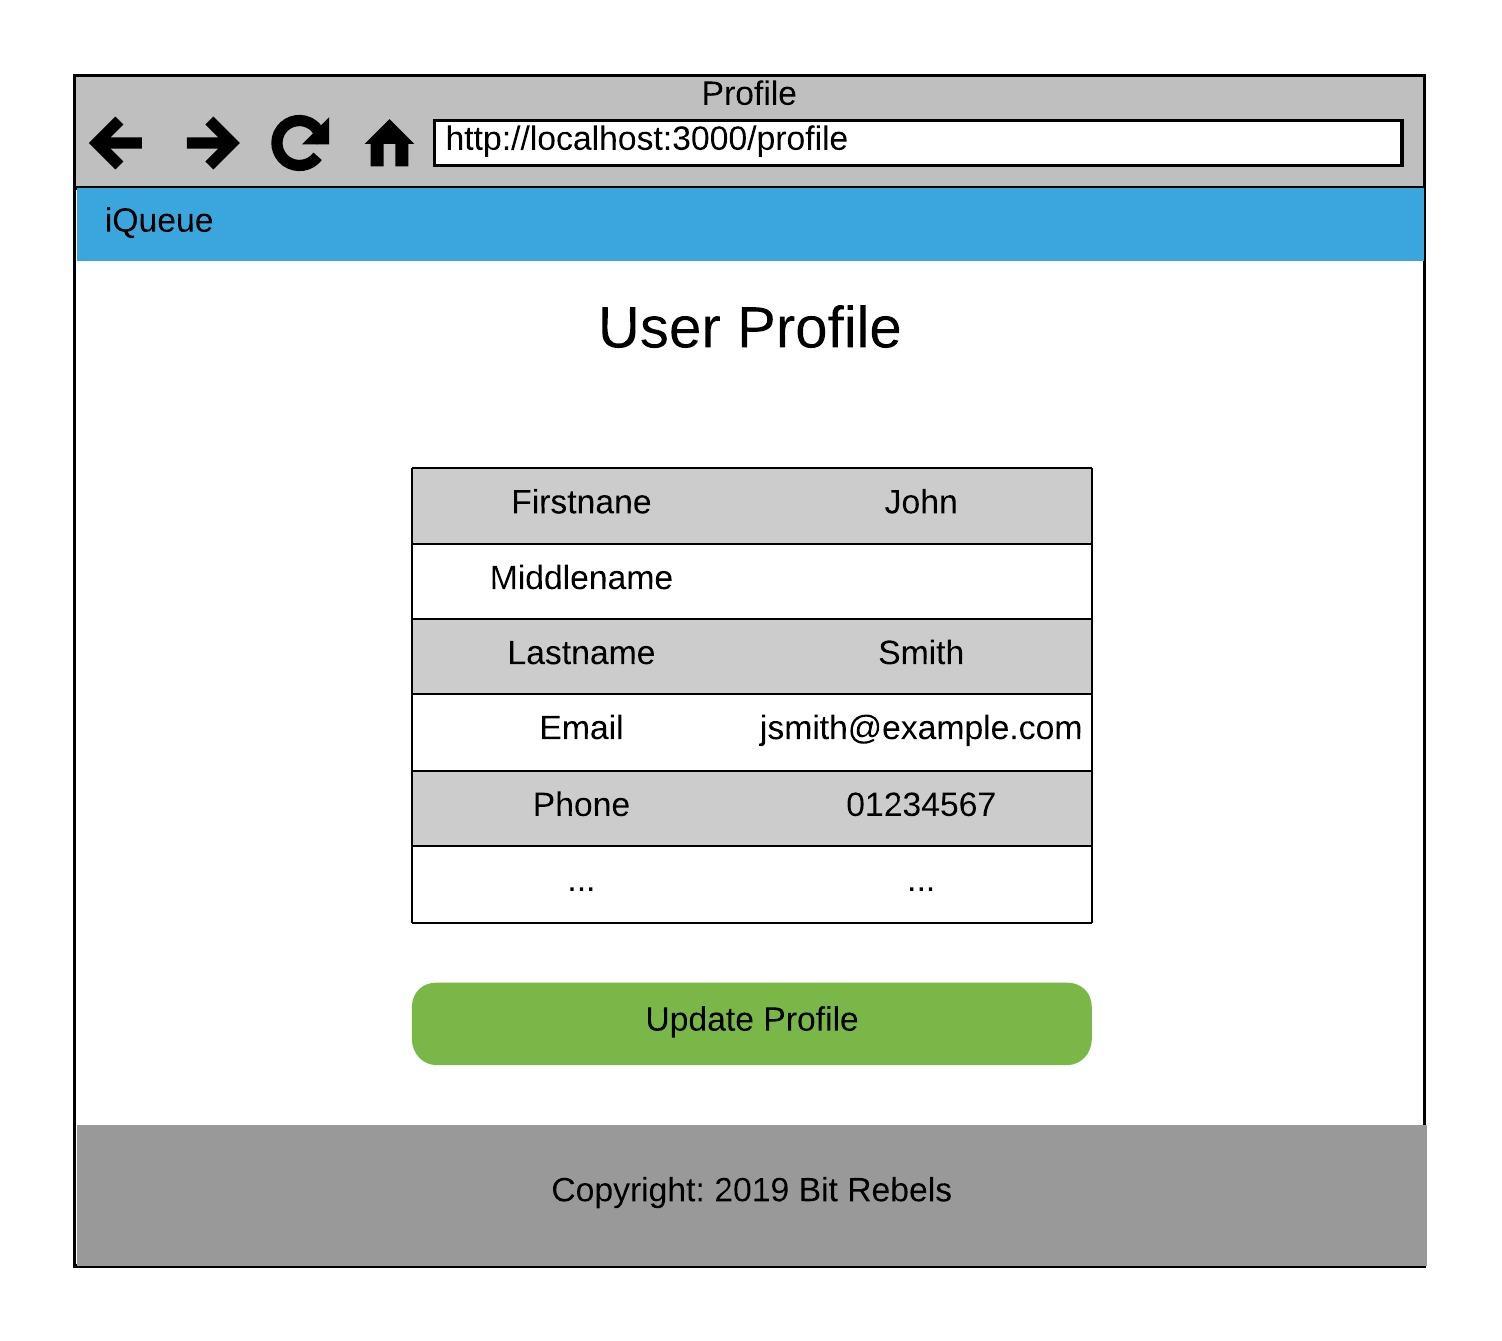 Profile
http://localhost:3000/profile
iQueue
User Profile
Firstnane John
Middlename
Lastname Smith
Email jsmith@example.com
Phone 01234567
... ...
Update Profile
Copyright: 2019 Bit Rebels